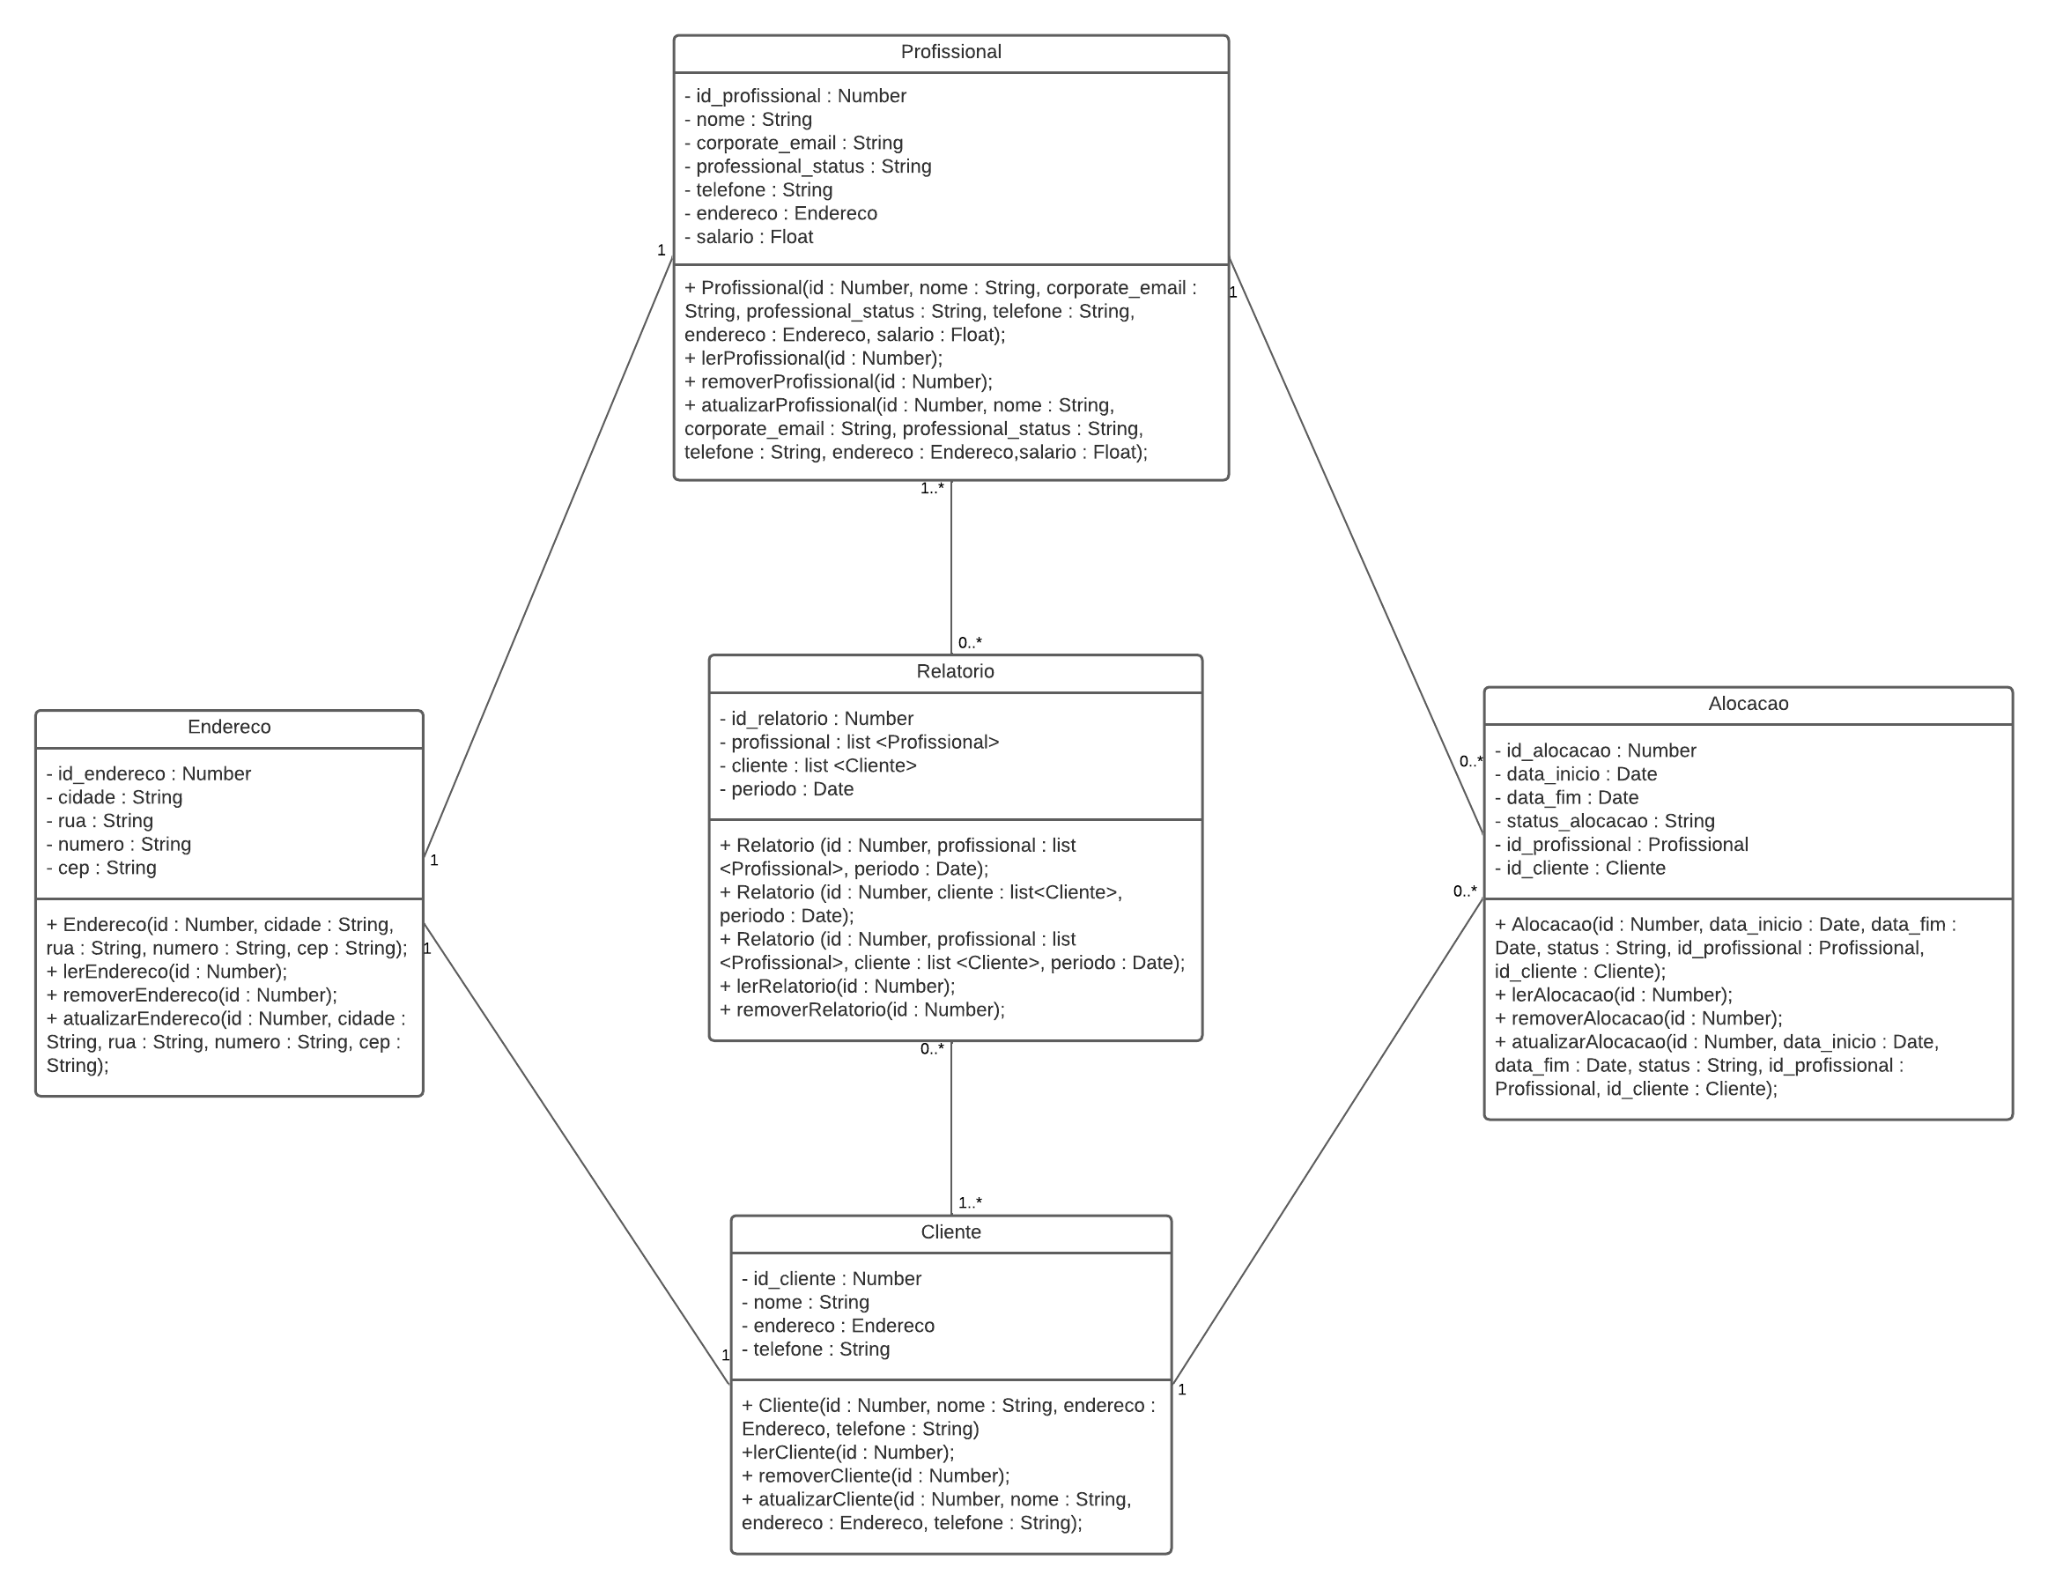 Profissional
- id_profissional : Number
- nome : String
- corporate_email : String
- professional_status : String
- telefone : String
- endereco : Endereco
- salario : Float
+ Profissional(id : Number, nome : String, corporate_email :
String, professional_status : String, telefone : String,
endereco : Endereco, salario : Float);
+ lerProfissional(id : Number);
+ removerProfissional(id : Number);
+ atualizarProfissional(id : Number, nome : String,
corporate_email : String, professional_status : String,
telefone : String, endereco : Endereco,salario : Float);
1
1
1..*
0..*
Relatorio
- id_relatorio : Number
- profissional : list <Profissional>
- cliente : list <Cliente>
- periodo : Date
+ Relatorio (id : Number, profissional : list
<Profissional>, periodo : Date);
+ Relatorio (id : Number, cliente : list<Cliente>,
periodo : Date);
+ Relatorio (id : Number, profissional : list
<Profissional>, cliente : list <Cliente>, periodo : Date);
+ lerRelatorio(id : Number);
+ removerRelatorio(id : Number);
0..*
1..*
Endereco
- id_endereco : Number
- cidade : String
- rua : String
- numero : String
- cep : String
+ Endereco(id : Number, cidade : String,
rua : String, numero : String, cep : String);
+ lerEndereco(id : Number);
+ removerEndereco(id : Number);
+ atualizarEndereco(id : Number, cidade :
String, rua : String, numero : String, cep :
String);
1
1
Alocacao
- id_alocacao : Number
- data_inicio : Date
- data_fim : Date
- status_alocacao : String
- id_profissional : Profissional
- id_cliente : Cliente
+ Alocacao(id : Number, data_inicio : Date, data_fim :
Date, status : String, id_profissional : Profissional,
id_cliente : Cliente);
+ lerAlocacao(id : Number);
+ removerAlocacao(id : Number);
+ atualizarAlocacao(id : Number, data_inicio : Date,
data_fim : Date, status : String, id_profissional :
Profissional, id_cliente : Cliente);
0..*
0..*
Cliente
- id_cliente : Number
- nome : String
- endereco : Endereco
- telefone : String
+ Cliente(id : Number, nome : String, endereco :
Endereco, telefone : String)
+lerCliente(id : Number);
+ removerCliente(id : Number);
+ atualizarCliente(id : Number, nome : String,
endereco : Endereco, telefone : String);
1
1